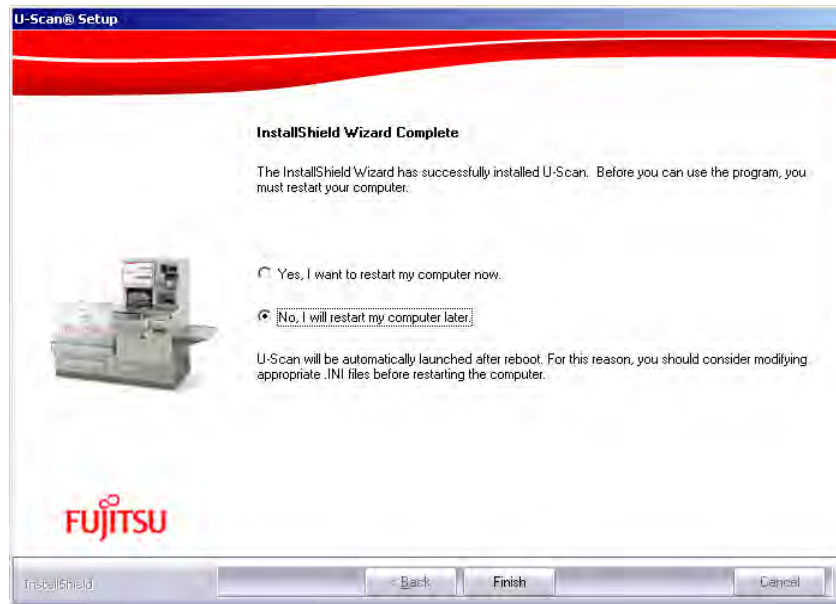 U-Scan® Setup
InstallShield Wizard Complete
The InstallShield Wizard has successfully installed U-Scan. Before you can use the program, you
must restart your computer.
Yes, I want to restart my computer now.
No, I will restart my computer later.
U-Scan will be automatically launched after reboot. For this reason, you should consider modifying
appropriate .INI files before restarting the computer.
FUJITSU
InstallShield
< Back
Finish
Cancel